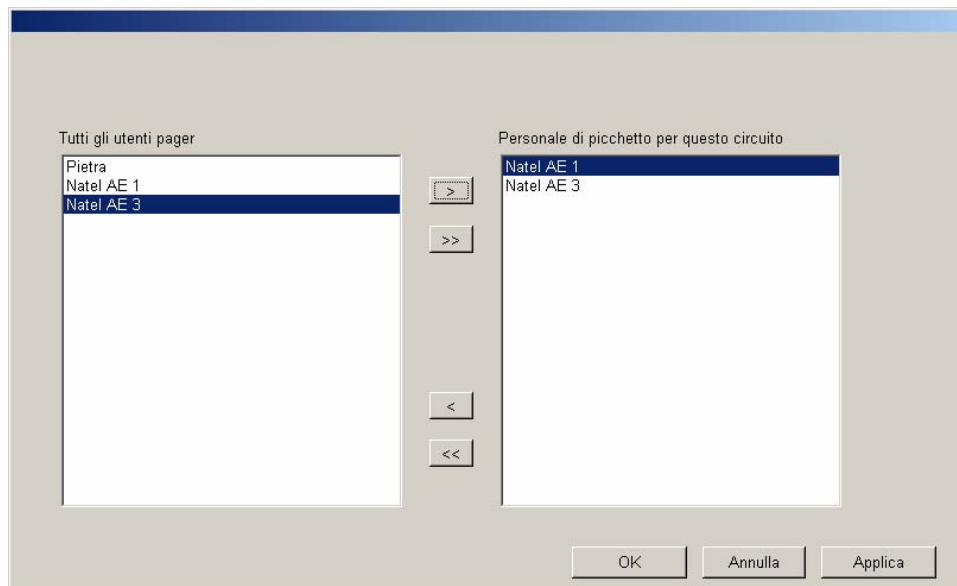 Tutti gli utenti pager
Pietra
Natel AE 1
Natel AE 3
>
>>
<
<<
Personale di picchetto per questo circuito
Natel AE 1
Natel AE 3
OK
Annulla
Applica